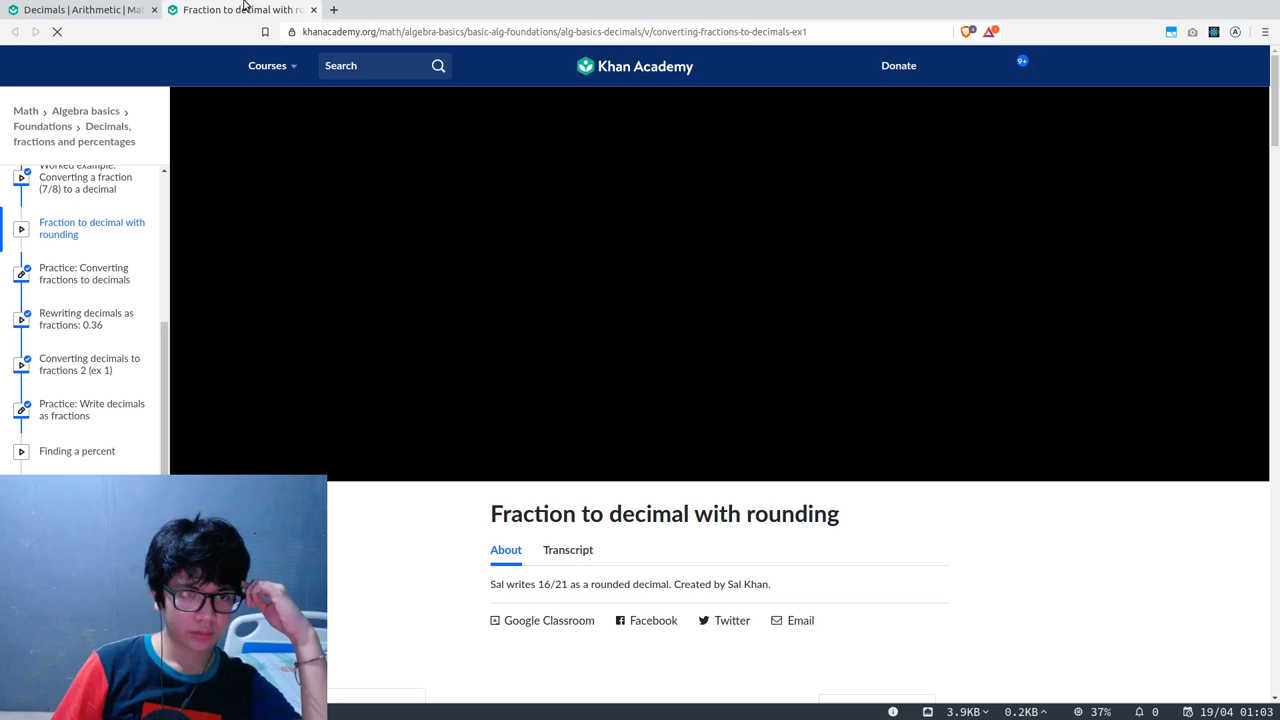 Decimals | Arithmetic | Mat
Fraction to decimal with ro
khanacademy.org/math/algebra-basics/basic-alg-foundations/alg-basics-decimals/v/converting-fractions-to-decimals-ex1
Courses
Search
Khan Academy
Donate
9+
Math > Algebra basics >
Foundations > Decimals,
fractions and percentages
Worked example:
Converting a fraction
(7/8) to a decimal
Fraction to decimal with
rounding
Practice: Converting
fractions to decimals
Rewriting decimals as
fractions: 0.36
Converting decimals to
fractions 2 (ex 1)
Practice: Write decimals
as fractions
Finding a percent
Fraction to decimal with rounding
About
Transcript
Sal writes 16/21 as a rounded decimal. Created by Sal Khan.
Google Classroom
Facebook
Twitter
Email
3.9KB
0.2KB
37%
0
19/04 01:03